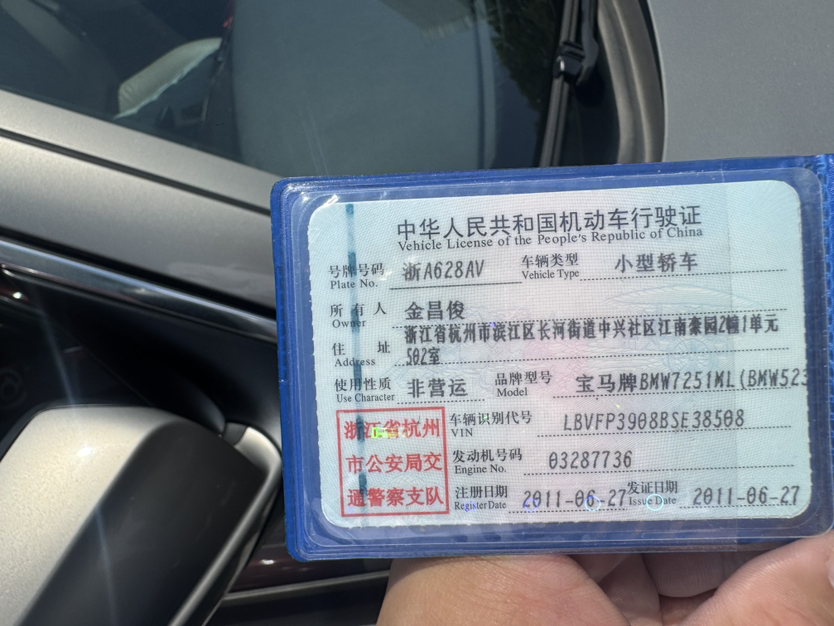 中华人民共和国机动车行驶证
Vehicle License of the People's Republic of China
号牌号码 浙A628AV 车辆类型 小型轿车
Plate No. Vehicle Type
所有人 金昌俊
Owner
住址 浙江省杭州市滨江区长河街道中兴社区江南豪园2幢1单元
Address 502室
使用性质 非营运 品牌型号 宝马牌BMW7251ML(BMW523
Use Character Model
浙江省杭州 车辆识别代号 LBVFP3908BSE38508
VIN
市公安局交 发动机号码 03287736
Engine No.
通警察支队 注册日期 2011-06-27 发证日期 2011-06-27
Register Date Issue Date